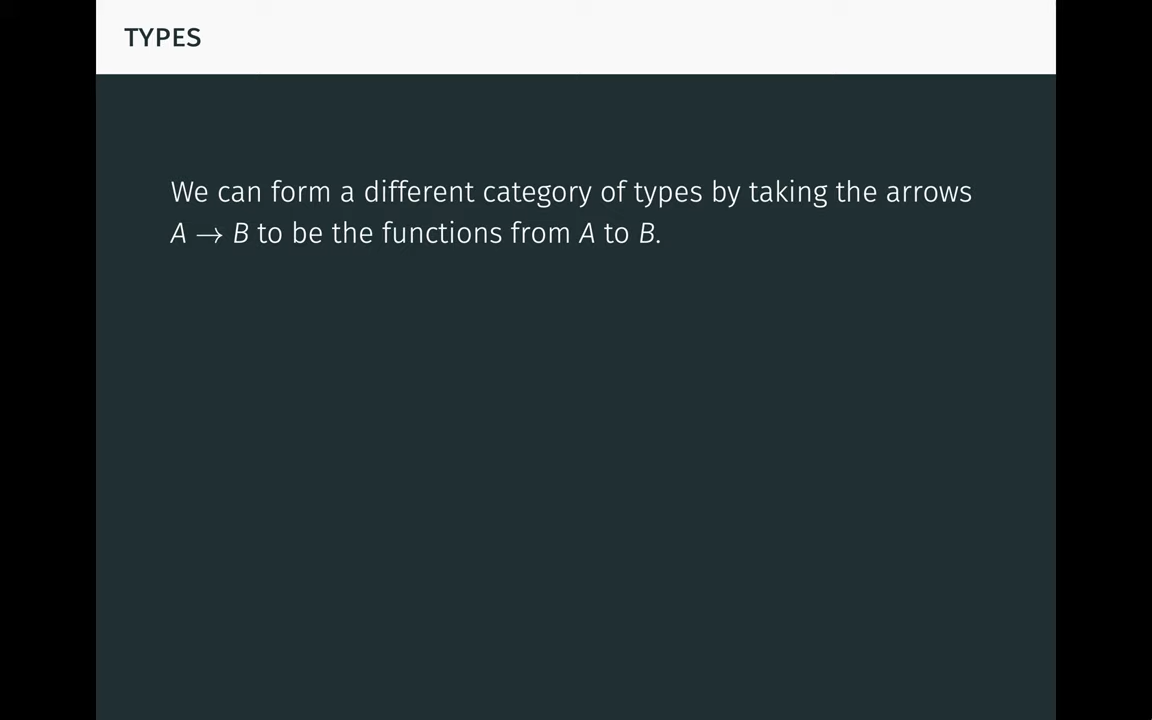 TYPES
We can form a different category of types by taking the arrows
A → B to be the functions from A to B.